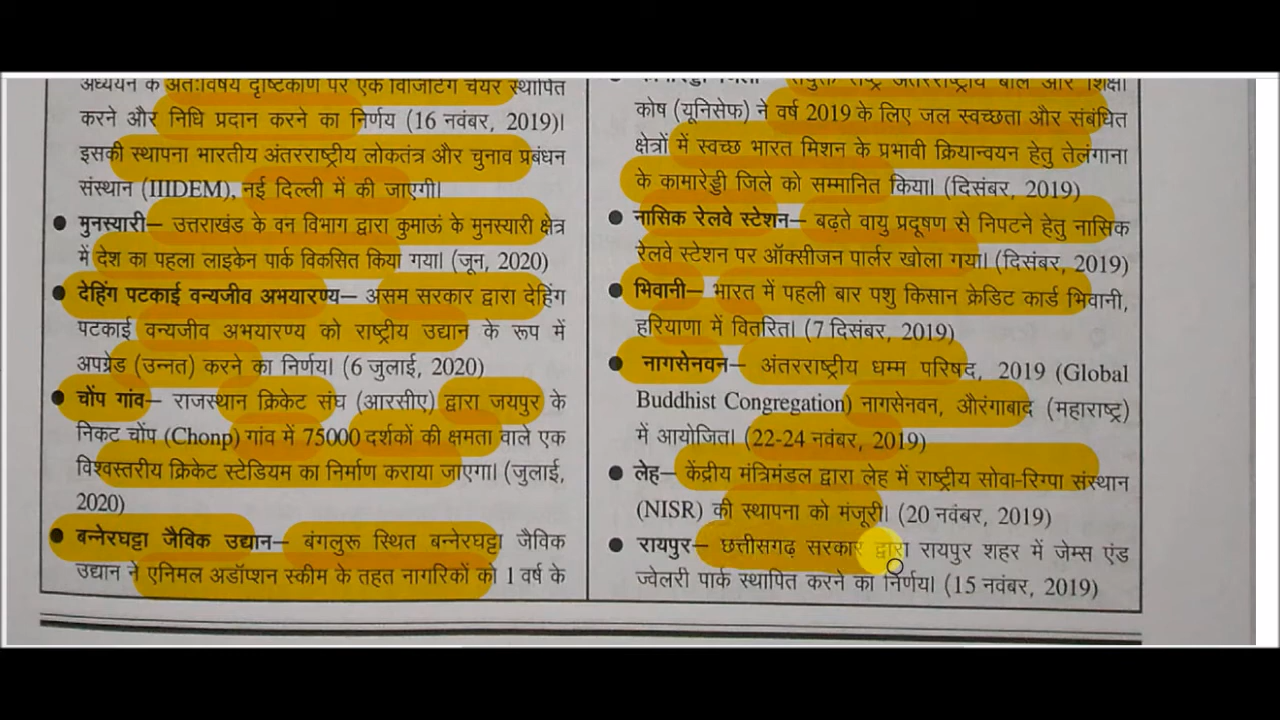 अध्ययन के अंतःविषय दृष्टिकोण पर एक विजिटिंग चेयर स्थापित
करने और निधि प्रदान करने का निर्णय (16 नवंबर, 2019)।
इसकी स्थापना भारतीय अंतरराष्ट्रीय लोकतंत्र और चुनाव प्रबंधन
संस्थान (IIIDEM), नई दिल्ली में की जाएगी।
● मुनस्यारी– उत्तराखंड के वन विभाग द्वारा कुमाऊं के मुनस्यारी क्षेत्र
में देश का पहला लाइकेन पार्क विकसित किया गया। (जून, 2020)
● देहिंग पटकाई वन्यजीव अभयारण्य– असम सरकार द्वारा देहिंग
पटकाई वन्यजीव अभयारण्य को राष्ट्रीय उद्यान के रूप में
अपग्रेड (उन्नत) करने का निर्णय। (6 जुलाई, 2020)
● चोंप गांव– राजस्थान क्रिकेट संघ (आरसीए) द्वारा जयपुर के
निकट चोंप (Chonp) गांव में 75000 दर्शकों की क्षमता वाले एक
विश्वस्तरीय क्रिकेट स्टेडियम का निर्माण कराया जाएगा। (जुलाई,
2020)
● बन्नेरघट्टा जैविक उद्यान– बंगलुरू स्थित बन्नेरघट्टा जैविक
उद्यान ने एनिमल अडॉप्शन स्कीम के तहत नागरिकों को 1 वर्ष के
● कामारेड्डी जिला– संयुक्त राष्ट्र अंतरराष्ट्रीय बाल और शिक्षा
कोष (यूनिसेफ) ने वर्ष 2019 के लिए जल स्वच्छता और संबंधित
क्षेत्रों में स्वच्छ भारत मिशन के प्रभावी क्रियान्वयन हेतु तेलंगाना
के कामारेड्डी जिले को सम्मानित किया। (दिसंबर, 2019)
● नासिक रेलवे स्टेशन– बढ़ते वायु प्रदूषण से निपटने हेतु नासिक
रेलवे स्टेशन पर ऑक्सीजन पार्लर खोला गया। (दिसंबर, 2019)
● भिवानी– भारत में पहली बार पशु किसान क्रेडिट कार्ड भिवानी,
हरियाणा में वितरित। (7 दिसंबर, 2019)
● नागसेनवन– अंतरराष्ट्रीय धम्म परिषद, 2019 (Global
Buddhist Congregation) नागसेनवन, औरंगाबाद (महाराष्ट्र)
में आयोजित। (22-24 नवंबर, 2019)
● लेह– केंद्रीय मंत्रिमंडल द्वारा लेह में राष्ट्रीय सोवा-रिग्पा संस्थान
(NISR) की स्थापना को मंजूरी। (20 नवंबर, 2019)
● रायपुर– छत्तीसगढ़ सरकार द्वारा रायपुर शहर में जेम्स एंड
ज्वेलरी पार्क स्थापित करने का निर्णय। (15 नवंबर, 2019)